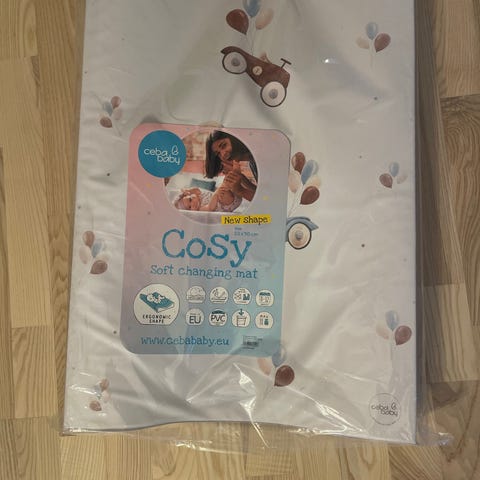 ceba
baby
New shape
CoSy
Soft changing mat
ERGONOMIC
SHAPE
EU
PVC
www.cebababy.eu
ceba
baby